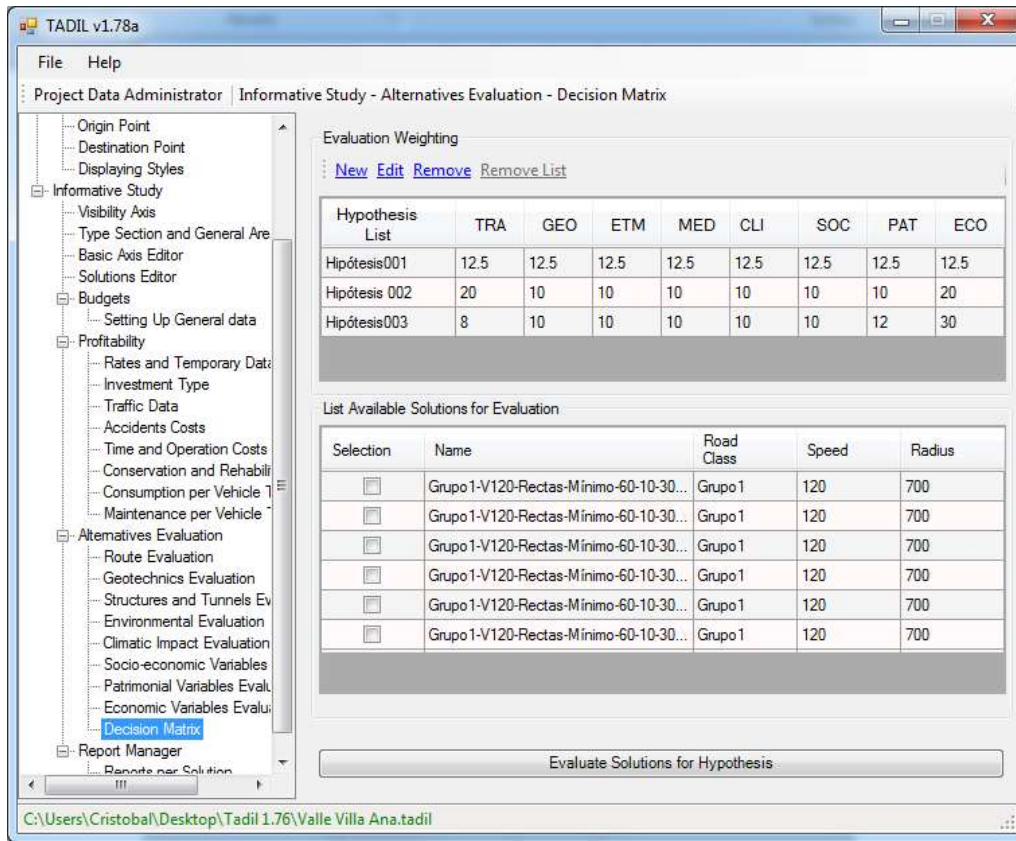 TADIL v1.78a
File Help
Project Data Administrator Informative Study - Alternatives Evaluation - Decision Matrix
Origin Point
Destination Point
Displaying Styles
Informative Study
Visibility Axis
Type Section and General Are
Basic Axis Editor
Solutions Editor
Budgets
Setting Up General data
Profitability
Rates and Temporary Data
Investment Type
Traffic Data
Accidents Costs
Time and Operation Costs
Conservation and Rehabili
Consumption per Vehicle T
Maintenance per Vehicle T
Alternatives Evaluation
Route Evaluation
Geotechnics Evaluation
Structures and Tunnels Ev
Environmental Evaluation
Climatic Impact Evaluation
Socio-economic Variables
Patrimonial Variables Evalu
Economic Variables Evalua
Decision Matrix
Report Manager
Reports per Solution
Evaluation Weighting
New Edit Remove Remove List
Hypothesis List TRA GEO ETM MED CLI SOC PAT ECO
Hipótesis001 12.5 12.5 12.5 12.5 12.5 12.5 12.5 12.5
Hipótesis 002 20 10 10 10 10 10 10 20
Hipótesis003 8 10 10 10 10 10 12 30
List Available Solutions for Evaluation
Selection Name Road Class Speed Radius
Grupo1-V120-Rectas-Mínimo-60-10-30... Grupo1 120 700
Grupo1-V120-Rectas-Mínimo-60-10-30... Grupo1 120 700
Grupo1-V120-Rectas-Mínimo-60-10-30... Grupo1 120 700
Grupo1-V120-Rectas-Mínimo-60-10-30... Grupo1 120 700
Grupo1-V120-Rectas-Mínimo-60-10-30... Grupo1 120 700
Grupo1-V120-Rectas-Mínimo-60-10-30... Grupo1 120 700
Evaluate Solutions for Hypothesis
C:\Users\Cristobal\Desktop\Tadil 1.76\Valle Villa Ana.tadil